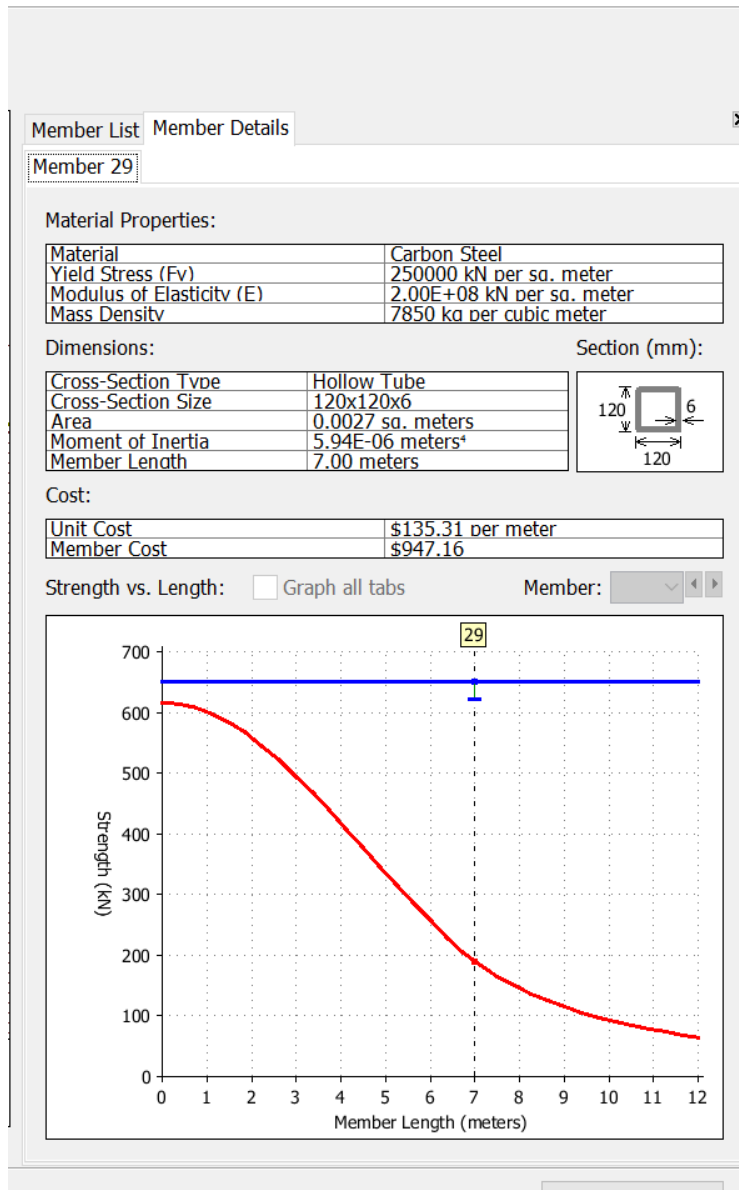 Member List Member Details
Member 29
Material Properties:
Material Carbon Steel
Yield Stress (Fy) 250000 kN per sq. meter
Modulus of Elasticity (E) 2.00E+08 kN per sq. meter
Mass Density 7850 kg per cubic meter
Dimensions: Section (mm):
Cross-Section Type Hollow Tube
Cross-Section Size 120x120x6
Area 0.0027 sq. meters
Moment of Inertia 5.94E-06 meters⁴
Member Length 7.00 meters
120 6
120
Cost:
Unit Cost $135.31 per meter
Member Cost $947.16
Strength vs. Length: Graph all tabs Member:
29
700
600
500
400
300
200
100
0
Strength (kN)
0 1 2 3 4 5 6 7 8 9 10 11 12
Member Length (meters)